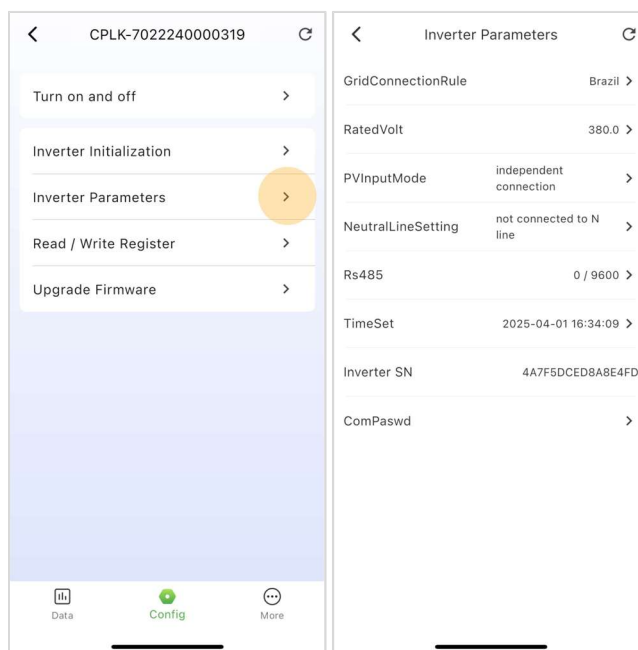 CPLK-7022240000319
Turn on and off
Inverter Initialization
Inverter Parameters
Read / Write Register
Upgrade Firmware
Data
Config
More
Inverter Parameters
GridConnectionRule Brazil
RatedVolt 380.0
PVInputMode independent
connection
NeutralLineSetting not connected to N
line
Rs485 0 / 9600
TimeSet 2025-04-01 16:34:09
Inverter SN 4A7F5DCED8A8E4FD
ComPaswd